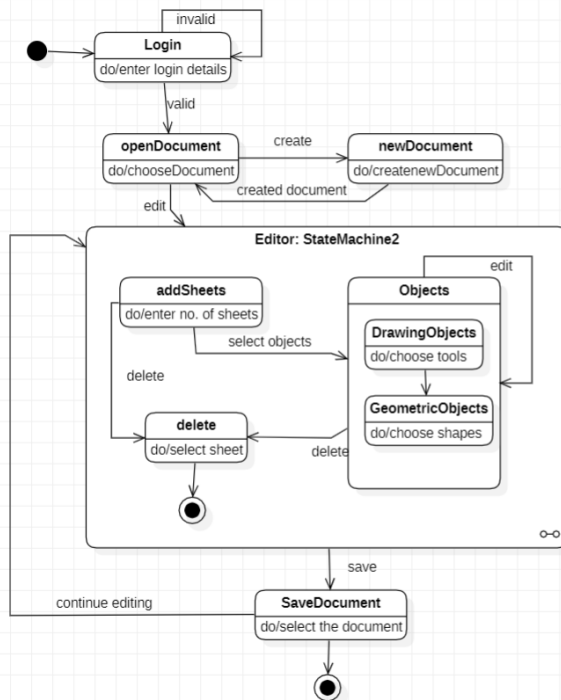 invalid
Login
do/enter login details
valid
openDocument
do/chooseDocument
create
newDocument
do/createnewDocument
created document
edit
Editor: StateMachine2
edit
addSheets
do/enter no. of sheets
Objects
select objects
DrawingObjects
do/choose tools
delete
GeometricObjects
do/choose shapes
delete
do/select sheet
delete
save
continue editing
SaveDocument
do/select the document